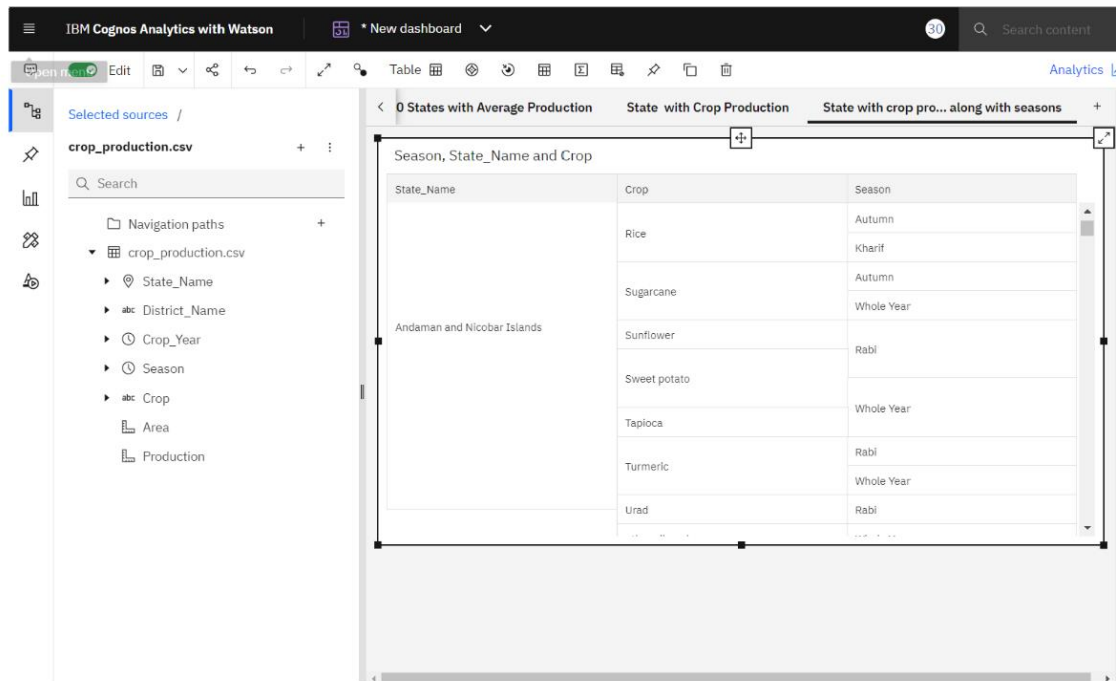 IBM Cognos Analytics with Watson
* New dashboard
30
Search content
Edit
Table
Analytics
Selected sources /
crop_production.csv
Search
Navigation paths
crop_production.csv
State_Name
abc District_Name
Crop_Year
Season
abc Crop
Area
Production
0 States with Average Production
State with Crop Production
State with crop pro... along with seasons
Season, State_Name and Crop
State_Name Crop Season
Andaman and Nicobar Islands
Rice
Autumn
Kharif
Sugarcane
Autumn
Whole Year
Sunflower
Rabi
Sweet potato
Whole Year
Tapioca
Turmeric
Rabi
Whole Year
Urad
Rabi